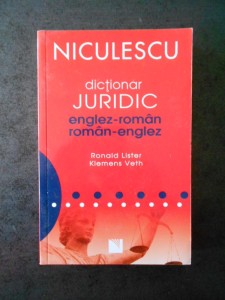 NICULESCU
dicționar
JURIDIC
englez-român
român-englez
Ronald Lister
Klemens Veth
N